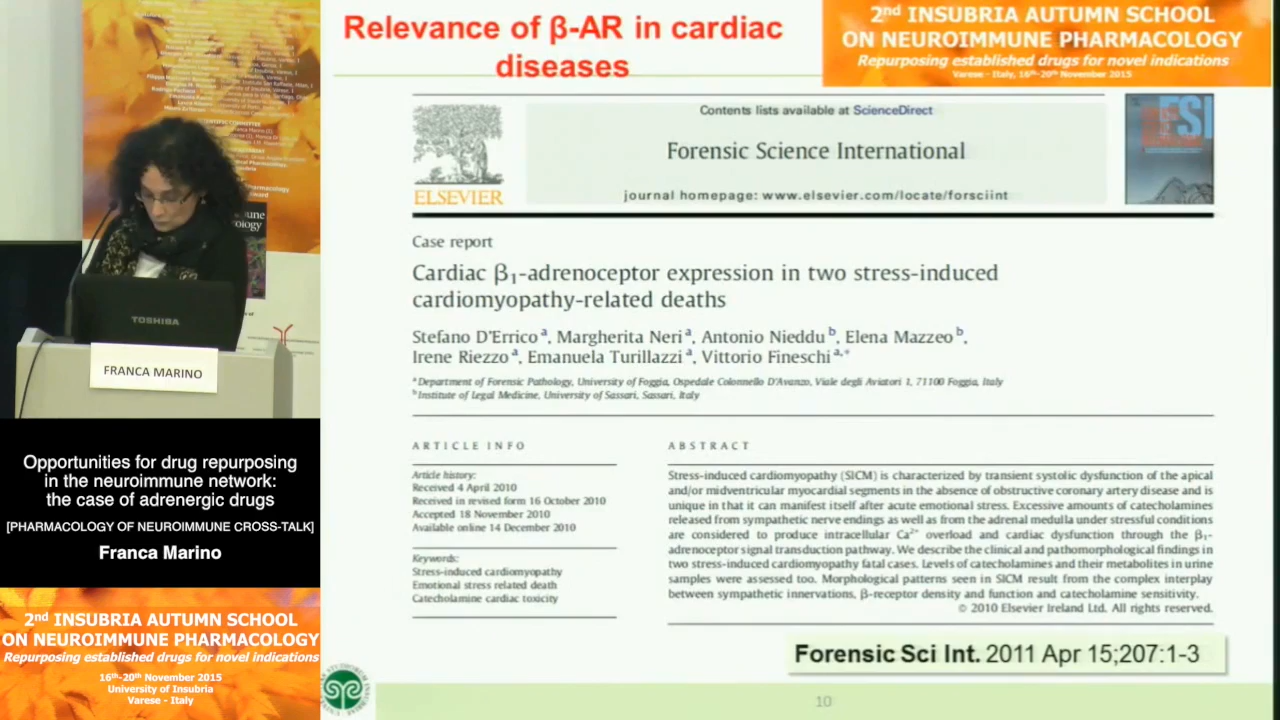 Relevance of β-AR in cardiac
diseases
2nd INSUBRIA AUTUMN SCHOOL
ON NEUROIMMUNE PHARMACOLOGY
Repurposing established drugs for novel indications
Varese - Italy, 16th-20th November 2015
Contents lists available at ScienceDirect
Forensic Science International
journal homepage: www.elsevier.com/locate/forsciint
ELSEVIER
FSI
Case report
Cardiac β1-adrenoceptor expression in two stress-induced
cardiomyopathy-related deaths
Stefano D'Errico a, Margherita Neri a, Antonio Nieddu b, Elena Mazzeo b,
Irene Riezzo a, Emanuela Turillazzi a, Vittorio Fineschi a,*
a Department of Forensic Pathology, University of Foggia, Ospedale Colonnello D'Avanzo, Viale degli Aviatori 1, 71100 Foggia, Italy
b Institute of Legal Medicine, University of Sassari, Sassari, Italy
ARTICLE INFO
Article history:
Received 4 April 2010
Received in revised form 16 October 2010
Accepted 18 November 2010
Available online 14 December 2010
Keywords:
Stress-induced cardiomyopathy
Emotional stress related death
Catecholamine cardiac toxicity
ABSTRACT
Stress-induced cardiomyopathy (SICM) is characterized by transient systolic dysfunction of the apical
and/or midventricular myocardial segments in the absence of obstructive coronary artery disease and is
unique in that it can manifest itself after acute emotional stress. Excessive amounts of catecholamines
released from sympathetic nerve endings as well as from the adrenal medulla under stressful conditions
are considered to produce intracellular Ca2+ overload and cardiac dysfunction through the β1-
adrenoceptor signal transduction pathway. We describe the clinical and pathomorphological findings in
two stress-induced cardiomyopathy fatal cases. Levels of catecholamines and their metabolites in urine
samples were assessed too. Morphological patterns seen in SICM result from the complex interplay
between sympathetic innervations, β-receptor density and function and catecholamine sensitivity.
© 2010 Elsevier Ireland Ltd. All rights reserved.
Forensic Sci Int. 2011 Apr 15;207:1-3
10
TOSHIBA
FRANCA MARINO
Opportunities for drug repurposing
in the neuroimmune network:
the case of adrenergic drugs
[PHARMACOLOGY OF NEUROIMMUNE CROSS-TALK]
Franca Marino
2nd INSUBRIA AUTUMN SCHOOL
ON NEUROIMMUNE PHARMACOLOGY
Repurposing established drugs for novel indications
16th-20th November 2015
University of Insubria
Varese - Italy